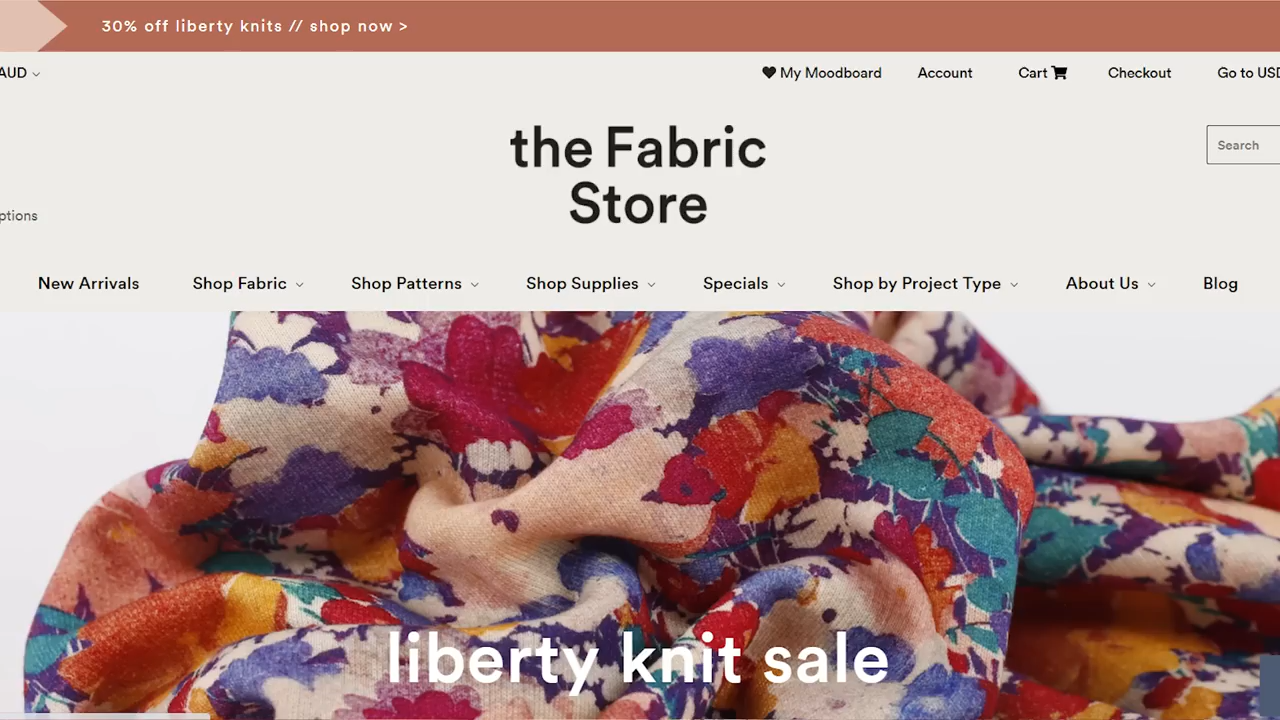 30% off liberty knits // shop now >
AUD
My Moodboard
Account
Cart
Checkout
Go to USD
the Fabric
Store
Search
ptions
New Arrivals
Shop Fabric
Shop Patterns
Shop Supplies
Specials
Shop by Project Type
About Us
Blog
liberty knit sale